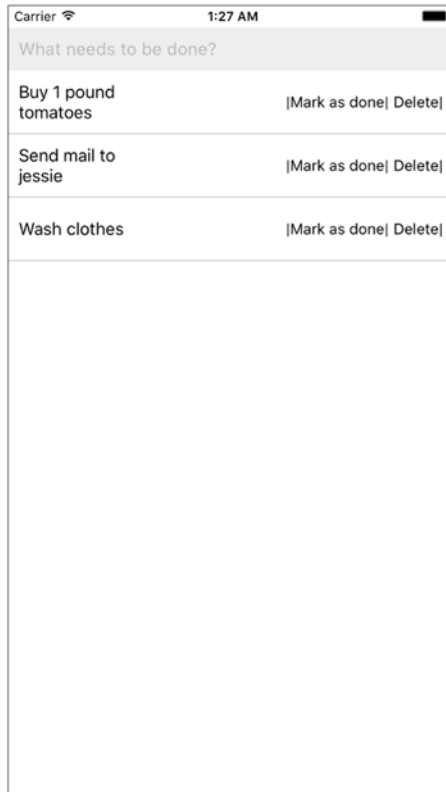 Carrier 1:27 AM
What needs to be done?
Buy 1 pound
tomatoes
|Mark as done| Delete|
Send mail to
jessie
|Mark as done| Delete|
Wash clothes |Mark as done| Delete|